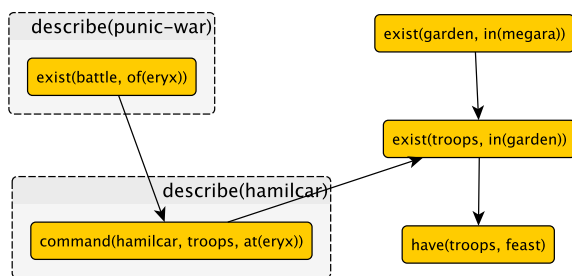 describe(punic-war)
exist(battle, of(eryx))
describe(hamilcar)
command(hamilcar, troops, at(eryx))
exist(garden, in(megara))
exist(troops, in(garden))
have(troops, feast)